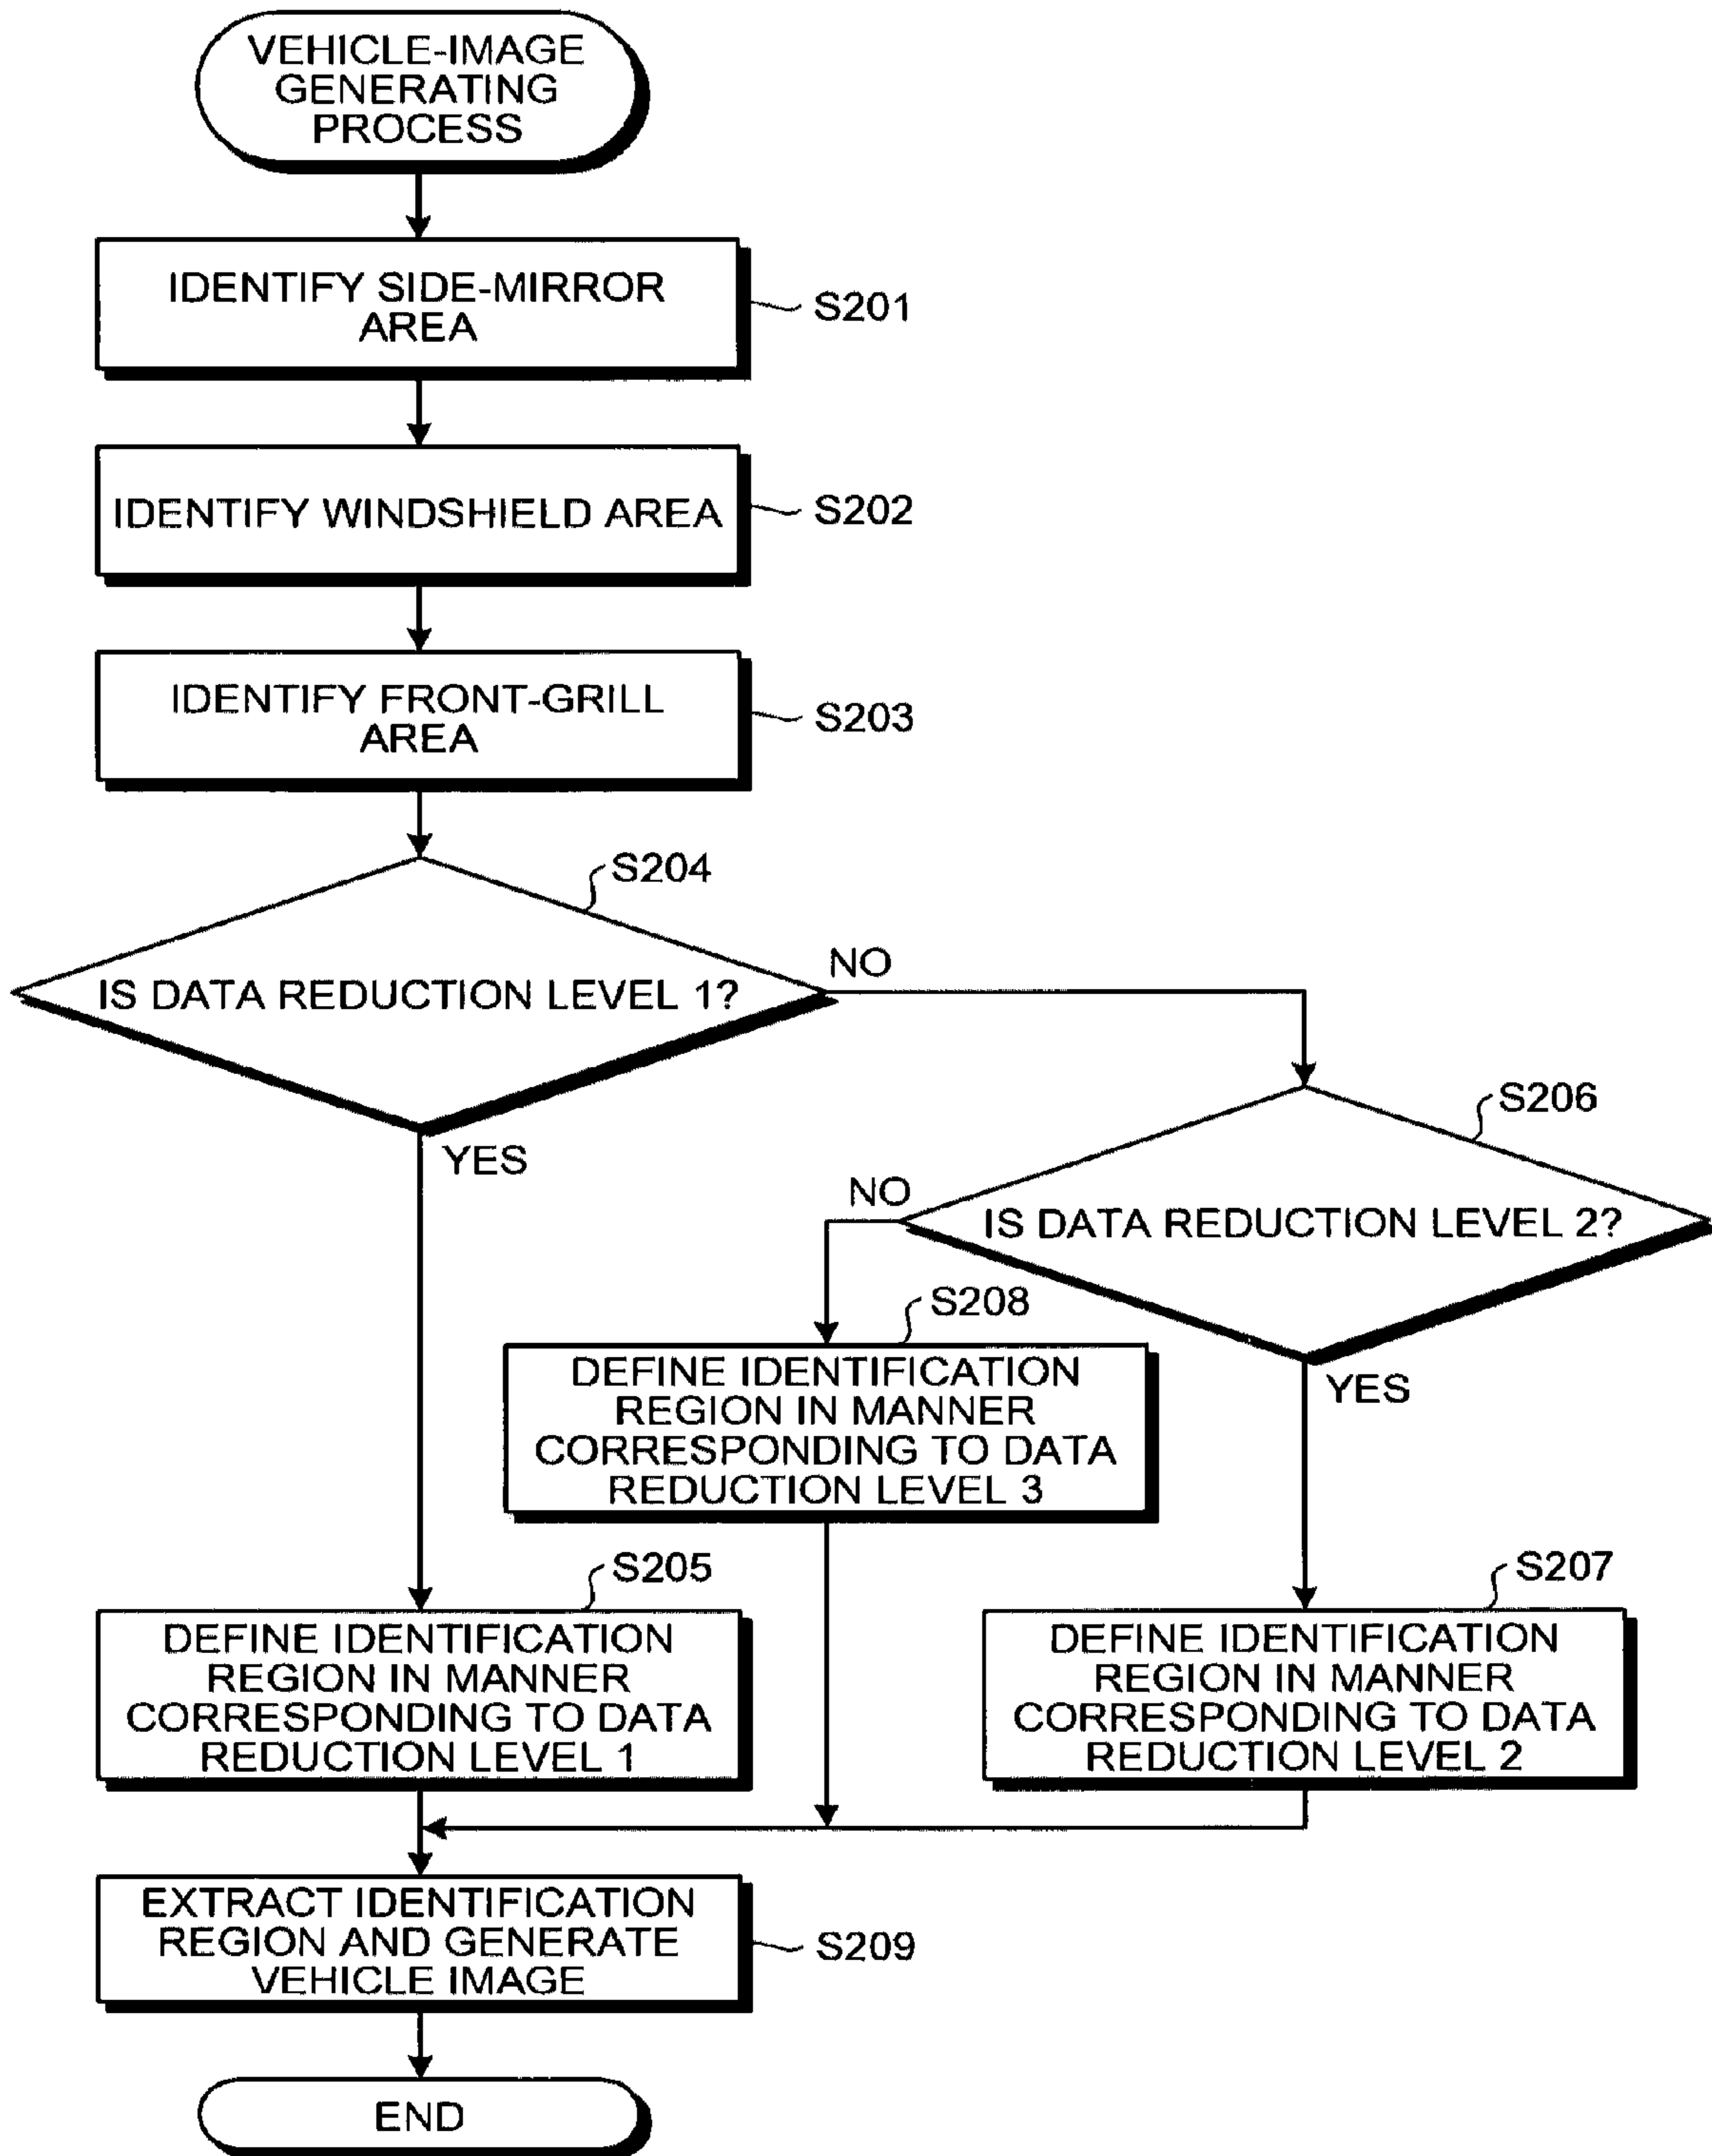 VEHICLE-IMAGE
GENERATING
PROCESS
IDENTIFY SIDE-MIRROR
AREA
S201
IDENTIFY WINDSHIELD AREA
S202
IDENTIFY FRONT-GRILL
AREA
S203
S204
IS DATA REDUCTION LEVEL 1?
NO
YES
S206
IS DATA REDUCTION LEVEL 2?
NO
YES
S208
DEFINE IDENTIFICATION
REGION IN MANNER
CORRESPONDING TO DATA
REDUCTION LEVEL 3
S205
DEFINE IDENTIFICATION
REGION IN MANNER
CORRESPONDING TO DATA
REDUCTION LEVEL 1
S207
DEFINE IDENTIFICATION
REGION IN MANNER
CORRESPONDING TO DATA
REDUCTION LEVEL 2
EXTRACT IDENTIFICATION
REGION AND GENERATE
VEHICLE IMAGE
S209
END